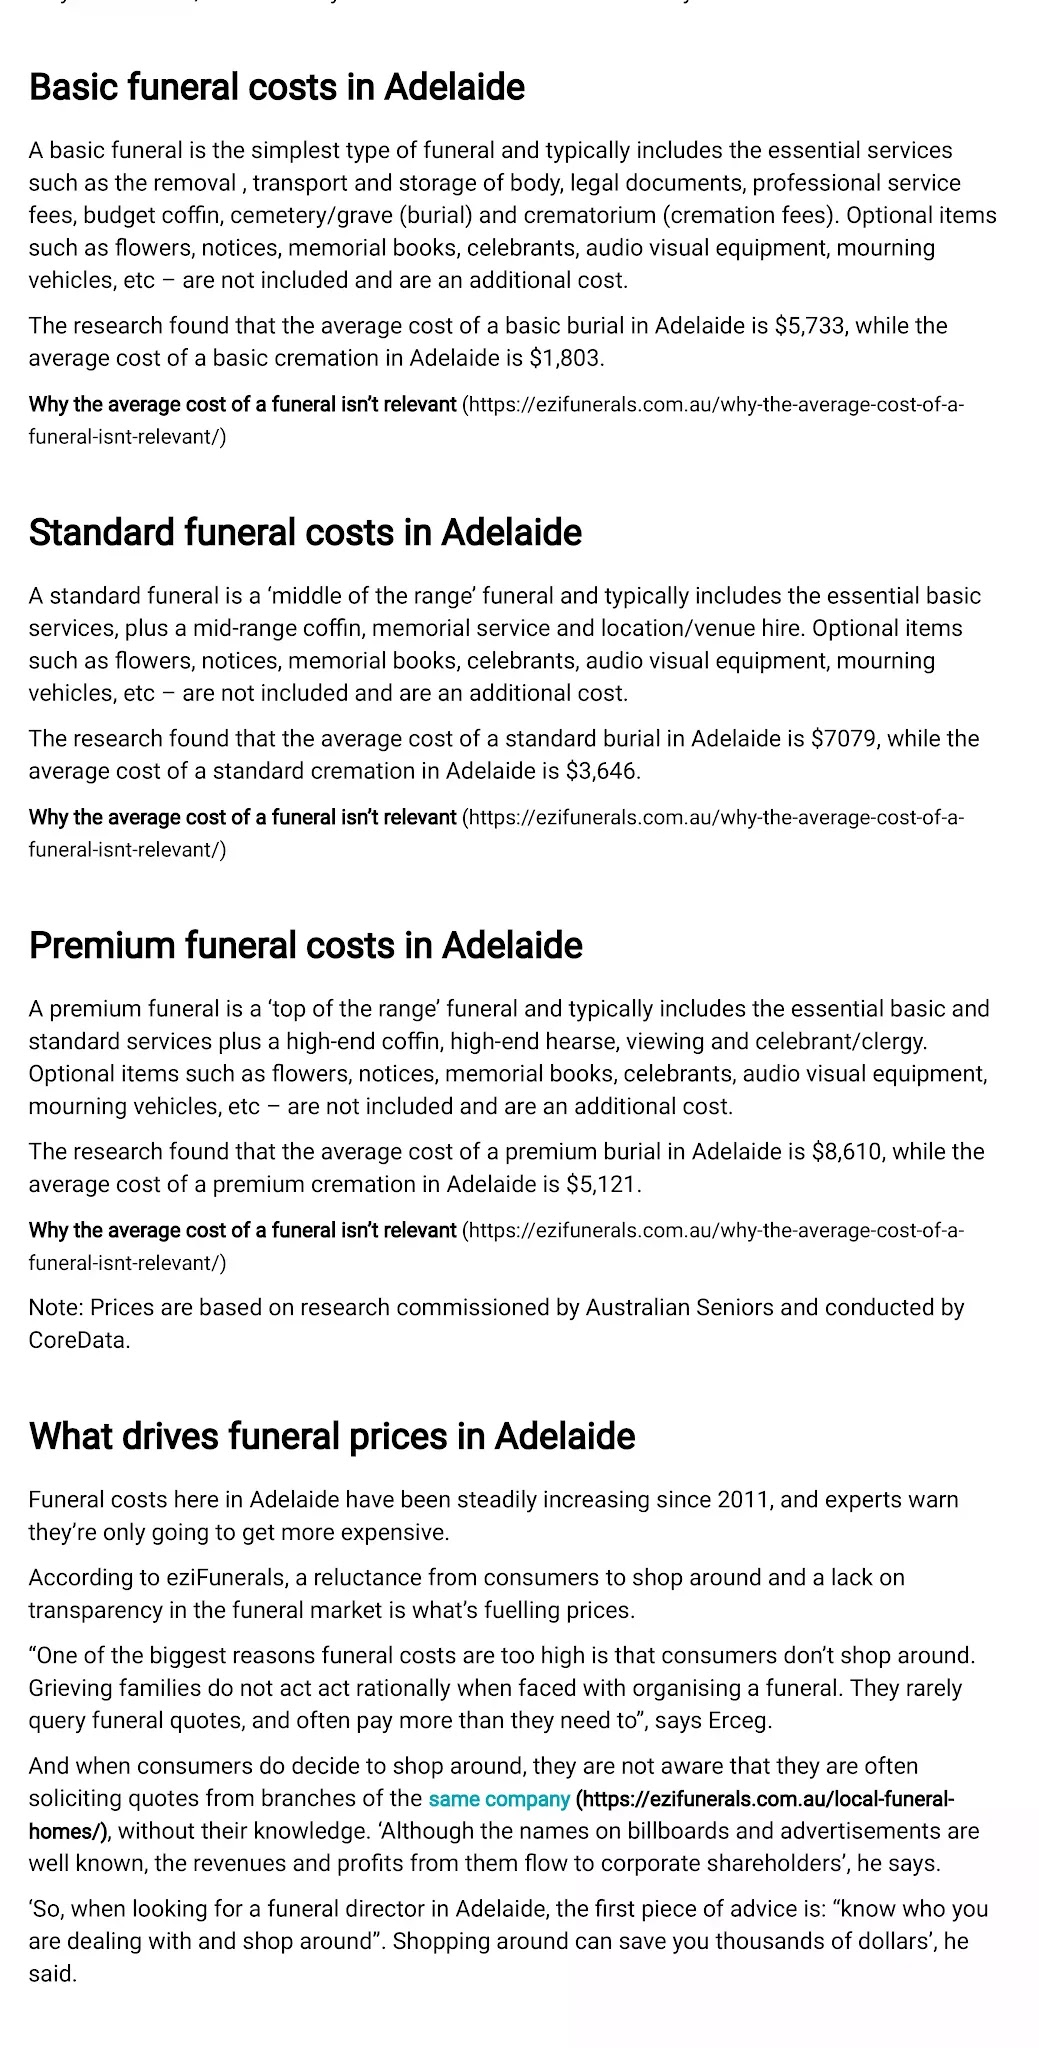 Basic funeral costs in Adelaide
A basic funeral is the simplest type of funeral and typically includes the essential services
such as the removal , transport and storage of body, legal documents, professional service
fees, budget coffin, cemetery/grave (burial) and crematorium (cremation fees). Optional items
such as flowers, notices, memorial books, celebrants, audio visual equipment, mourning
vehicles, etc – are not included and are an additional cost.
The research found that the average cost of a basic burial in Adelaide is $5,733, while the
average cost of a basic cremation in Adelaide is $1,803.
Why the average cost of a funeral isn’t relevant (https://ezifunerals.com.au/why-the-average-cost-of-a-
funeral-isnt-relevant/)
Standard funeral costs in Adelaide
A standard funeral is a ‘middle of the range’ funeral and typically includes the essential basic
services, plus a mid-range coffin, memorial service and location/venue hire. Optional items
such as flowers, notices, memorial books, celebrants, audio visual equipment, mourning
vehicles, etc – are not included and are an additional cost.
The research found that the average cost of a standard burial in Adelaide is $7079, while the
average cost of a standard cremation in Adelaide is $3,646.
Why the average cost of a funeral isn’t relevant (https://ezifunerals.com.au/why-the-average-cost-of-a-
funeral-isnt-relevant/)
Premium funeral costs in Adelaide
A premium funeral is a ‘top of the range’ funeral and typically includes the essential basic and
standard services plus a high-end coffin, high-end hearse, viewing and celebrant/clergy.
Optional items such as flowers, notices, memorial books, celebrants, audio visual equipment,
mourning vehicles, etc – are not included and are an additional cost.
The research found that the average cost of a premium burial in Adelaide is $8,610, while the
average cost of a premium cremation in Adelaide is $5,121.
Why the average cost of a funeral isn’t relevant (https://ezifunerals.com.au/why-the-average-cost-of-a-
funeral-isnt-relevant/)
Note: Prices are based on research commissioned by Australian Seniors and conducted by
CoreData.
What drives funeral prices in Adelaide
Funeral costs here in Adelaide have been steadily increasing since 2011, and experts warn
they’re only going to get more expensive.
According to eziFunerals, a reluctance from consumers to shop around and a lack on
transparency in the funeral market is what’s fuelling prices.
“One of the biggest reasons funeral costs are too high is that consumers don’t shop around.
Grieving families do not act act rationally when faced with organising a funeral. They rarely
query funeral quotes, and often pay more than they need to”, says Erceg.
And when consumers do decide to shop around, they are not aware that they are often
soliciting quotes from branches of the same company (https://ezifunerals.com.au/local-funeral-
homes/), without their knowledge. ‘Although the names on billboards and advertisements are
well known, the revenues and profits from them flow to corporate shareholders’, he says.
‘So, when looking for a funeral director in Adelaide, the first piece of advice is: “know who you
are dealing with and shop around”. Shopping around can save you thousands of dollars’, he
said.